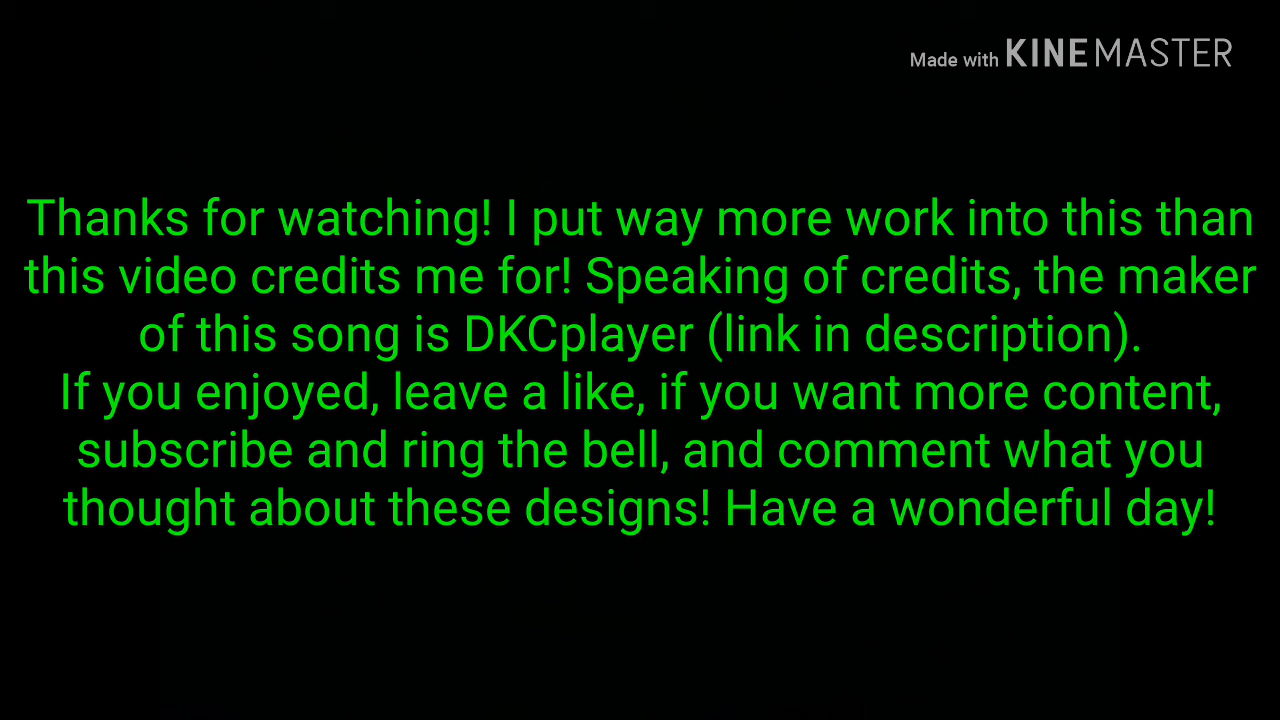 Made with KINEMASTER
Thanks for watching! I put way more work into this than
this video credits me for! Speaking of credits, the maker
of this song is DKCplayer (link in description).
If you enjoyed, leave a like, if you want more content,
subscribe and ring the bell, and comment what you
thought about these designs! Have a wonderful day!